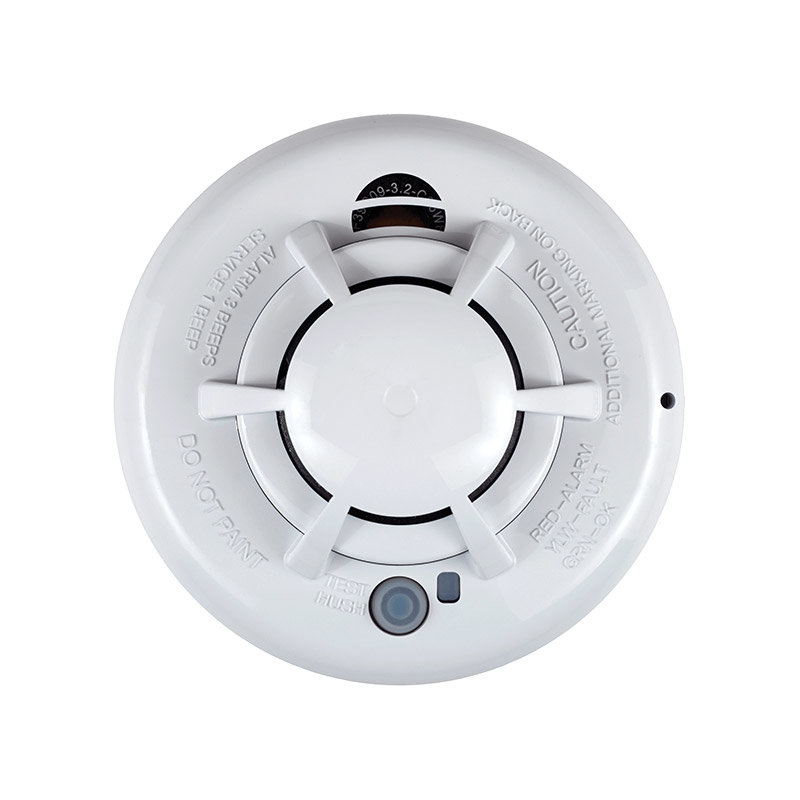 ALARM 3 BEEPS
SERVICE 1 BEEP
CAUTION
ADDITIONAL MARKING ON BACK
DO NOT PAINT
RED-ALARM
YLW-FAULT
GRN-OK
TEST
HUSH